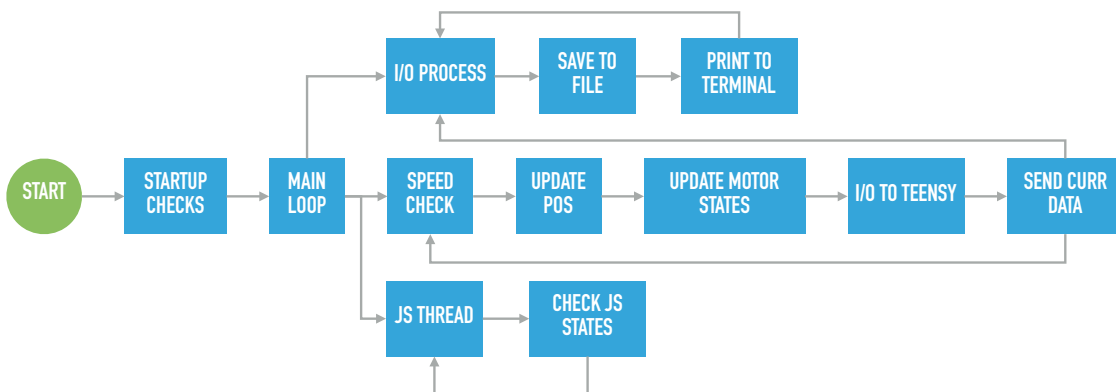 I/O PROCESS
SAVE TO
FILE
PRINT TO
TERMINAL
START
STARTUP
CHECKS
MAIN
LOOP
SPEED
CHECK
UPDATE
POS
UPDATE MOTOR
STATES
I/O TO TEENSY
SEND CURR
DATA
JS THREAD
CHECK JS
STATES